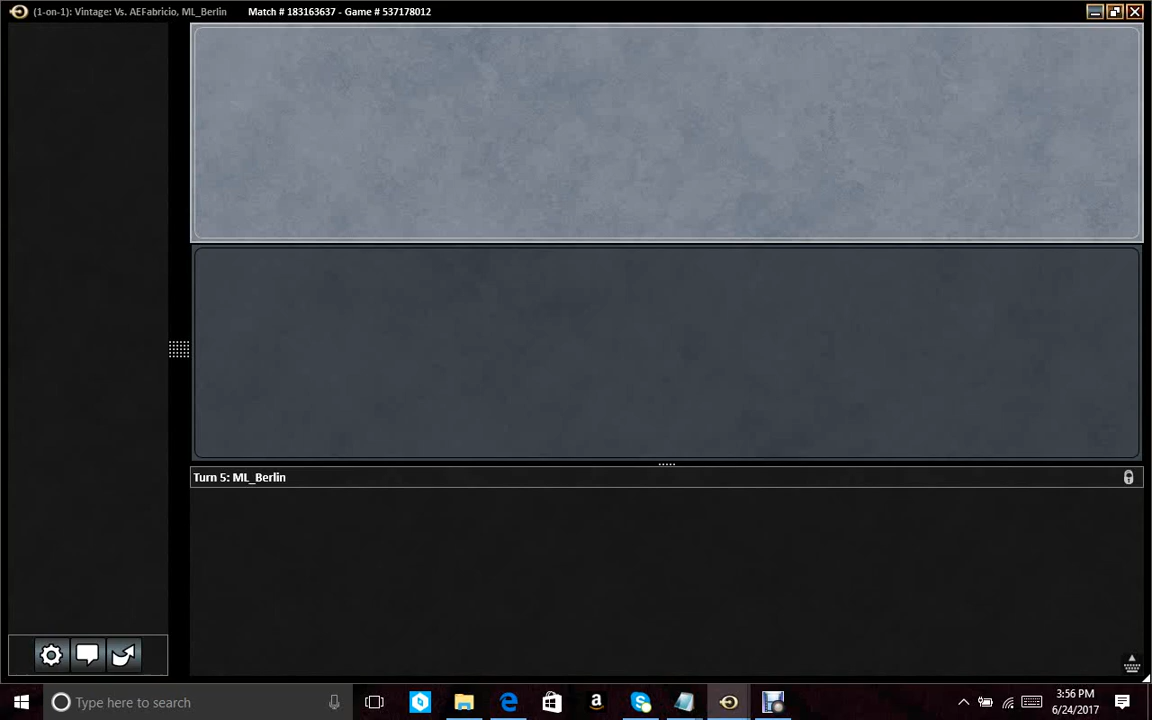 (1-on-1): Vintage: Vs. AEFabricio, ML_Berlin Match # 183163637 - Game # 537178012
Turn 5: ML_Berlin
Type here to search
3:56 PM
6/24/2017